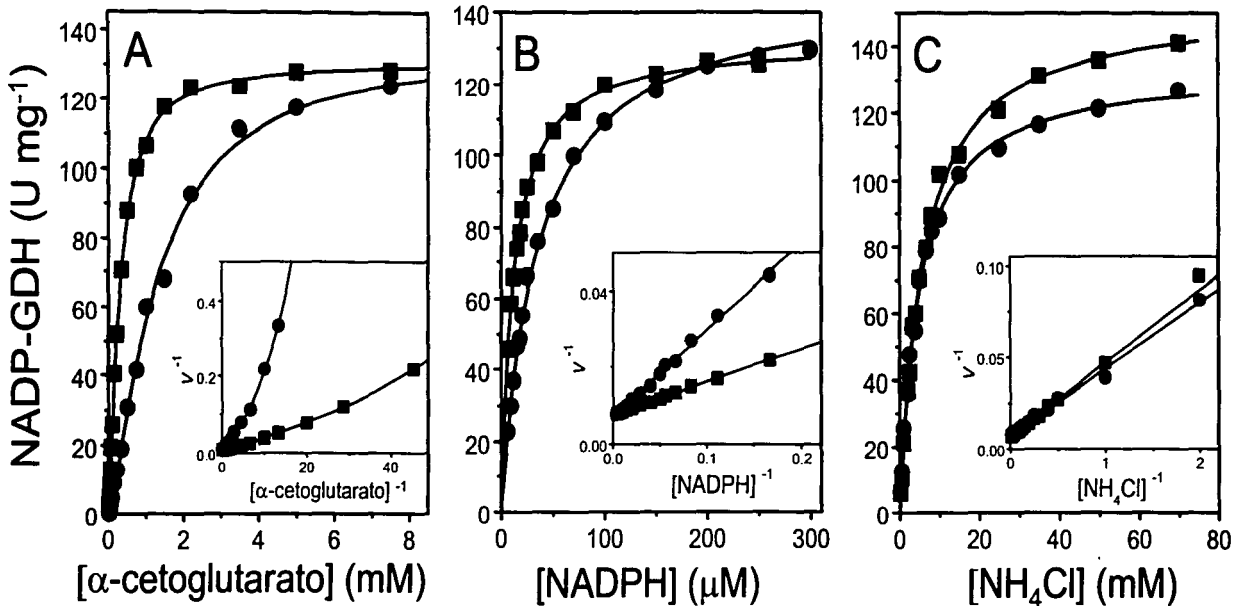 NADP-GDH (U mg⁻¹)
A
140
120
100
80
60
40
20
0
0 2 4 6 8
[α-cetoglutarato] (mM)
ν⁻¹
0.4
0.2
0.0
0 20 40
[α-cetoglutarato]⁻¹
B
140
120
100
80
60
40
20
0
0 100 200 300
[NADPH] (μM)
ν⁻¹
0.04
0.00
0.0 0.1 0.2
[NADPH]⁻¹
C
140
120
100
80
60
40
20
0
0 20 40 60 80
[NH₄Cl] (mM)
ν⁻¹
0.10
0.05
0.00
0 1 2
[NH₄Cl]⁻¹